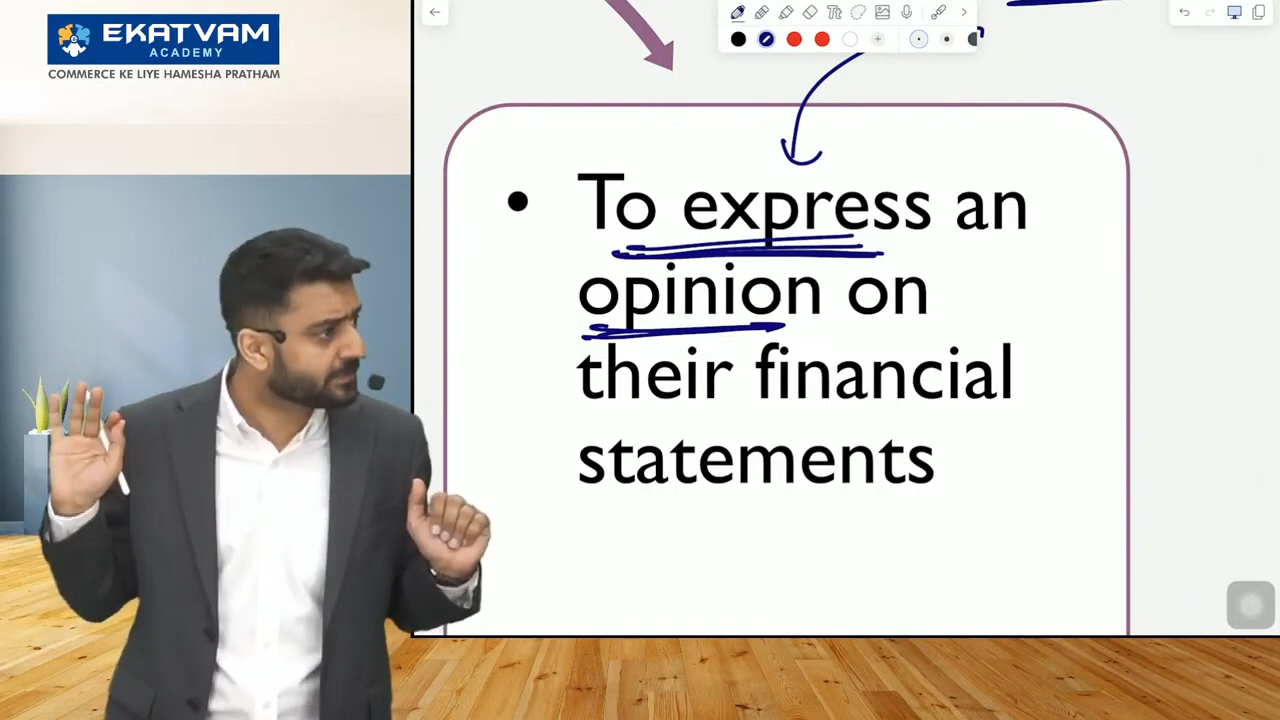 EKATVAM
ACADEMY
COMMERCE KE LIYE HAMESHA PRATHAM
• To express an
opinion on
their financial
statements